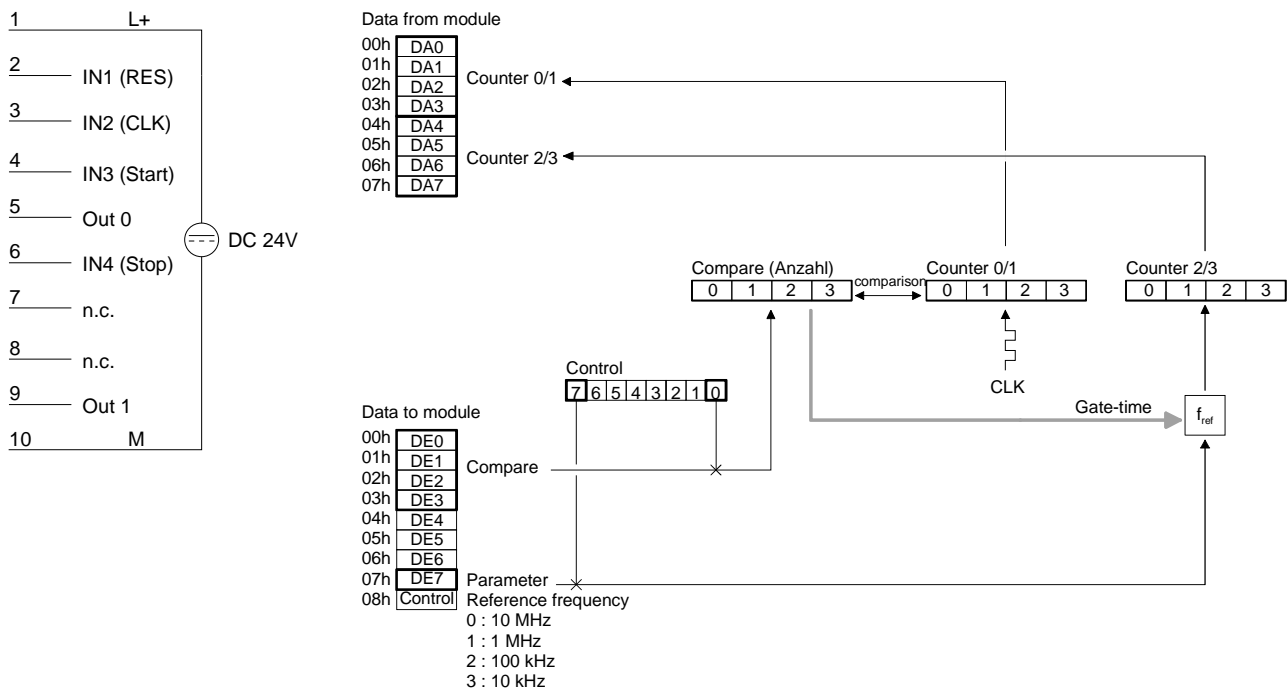 1 L+
2 IN1 (RES)
3 IN2 (CLK)
4 IN3 (Start)
5 Out 0
DC 24V
6 IN4 (Stop)
7 n.c.
8 n.c.
9 Out 1
10 M
Data from module
00h DA0
01h DA1
02h DA2
03h DA3
Counter 0/1
04h DA4
05h DA5
06h DA6
07h DA7
Counter 2/3
Compare (Anzahl)
0 1 2 3
comparison
Counter 0/1
0 1 2 3
Counter 2/3
0 1 2 3
CLK
Control
7 6 5 4 3 2 1 0
Gate-time
fref
Data to module
00h DE0
01h DE1
02h DE2
03h DE3
Compare
04h DE4
05h DE5
06h DE6
07h DE7 Parameter
08h Control Reference frequency
0 : 10 MHz
1 : 1 MHz
2 : 100 kHz
3 : 10 kHz